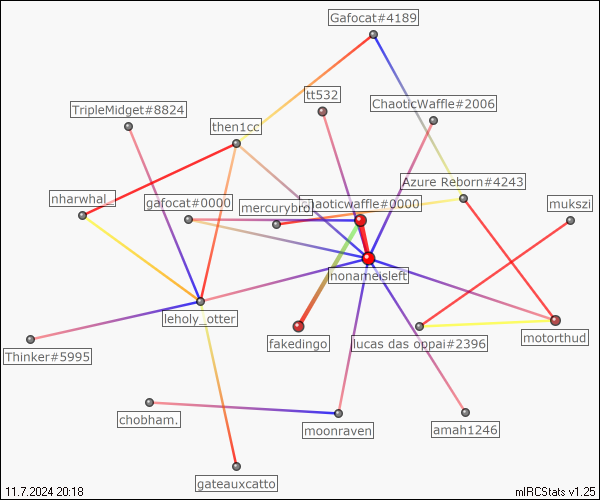 Gafocat#4189
tt532
ChaoticWaffle#2006
TripleMidget#8824
then1cc
Azure Reborn#4243
nharwhal_
gafocat#0000
mercurybro
chaoticwaffle#0000
mukszi
nonameisleft
leholy_otter
Thinker#5995
fakedingo
lucas das oppai#2396
motorthud
chobham.
moonraven
amah1246
gateauxcatto
11.7.2024 20:18
mIRCStats v1.25